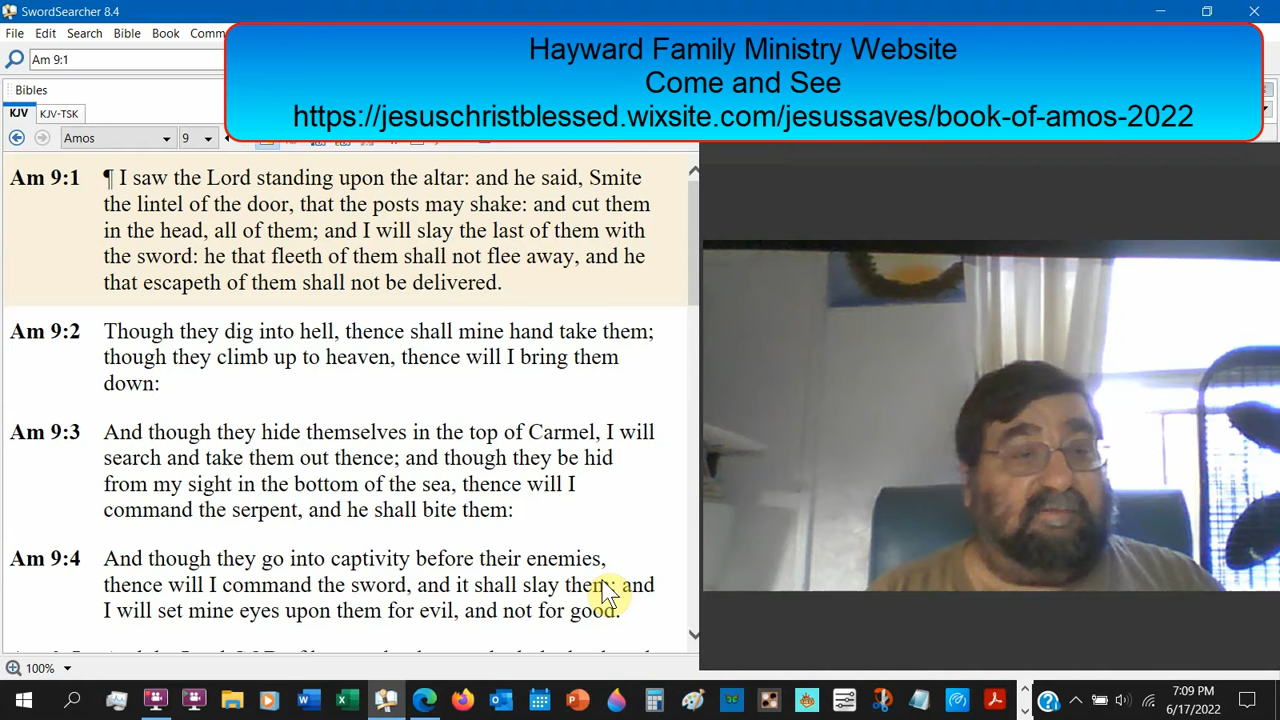 SwordSearcher 8.4
File Edit Search Bible Book Comm
Am 9:1
Hayward Family Ministry Website
Come and See
https://jesuschristblessed.wixsite.com/jesussaves/book-of-amos-2022
Bibles
KJV KJV-TSK
Amos 9
Am 9:1 ¶ I saw the Lord standing upon the altar: and he said, Smite
the lintel of the door, that the posts may shake: and cut them
in the head, all of them; and I will slay the last of them with
the sword: he that fleeth of them shall not flee away, and he
that escapeth of them shall not be delivered.
Am 9:2 Though they dig into hell, thence shall mine hand take them;
though they climb up to heaven, thence will I bring them
down:
Am 9:3 And though they hide themselves in the top of Carmel, I will
search and take them out thence; and though they be hid
from my sight in the bottom of the sea, thence will I
command the serpent, and he shall bite them:
Am 9:4 And though they go into captivity before their enemies,
thence will I command the sword, and it shall slay them: and
I will set mine eyes upon them for evil, and not for good.
100%
7:09 PM
6/17/2022